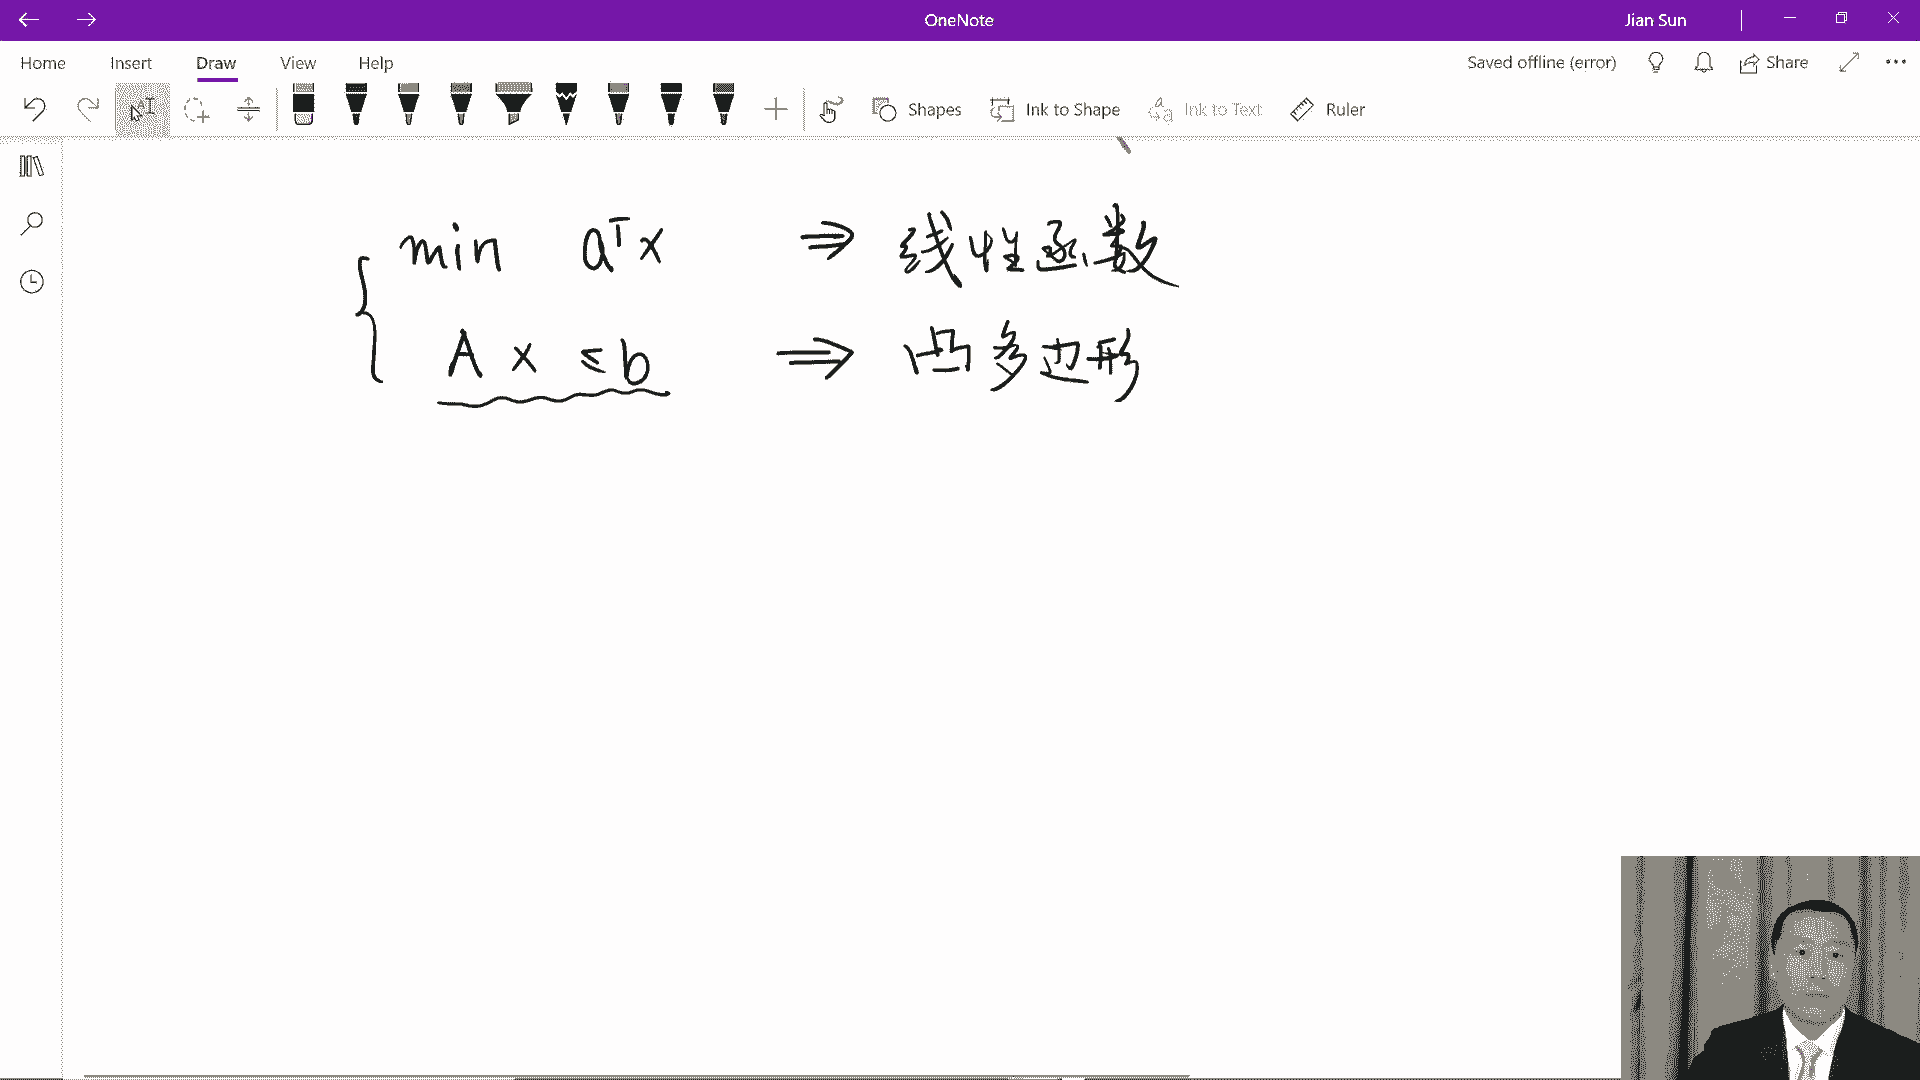 OneNote
Jian Sun
Home Insert Draw View Help
Saved offline (error)
Share
Shapes
Ink to Shape
Ink to Text
Ruler
min aᵀx ⇒ 线性函数
Ax ≤ b ⇒ 凸多边形